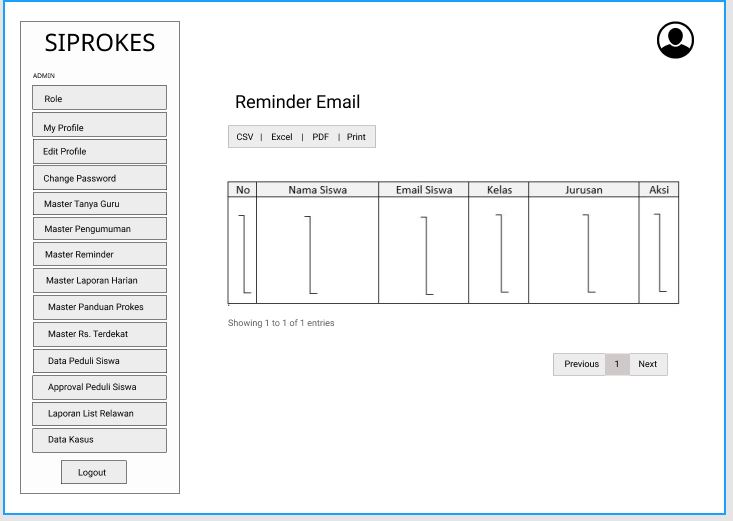 SIPROKES
ADMIN
Role
My Profile
Edit Profile
Change Password
Master Tanya Guru
Master Pengumuman
Master Reminder
Master Laporan Harian
Master Panduan Prokes
Master Rs. Terdekat
Data Peduli Siswa
Approval Peduli Siswa
Laporan List Relawan
Data Kasus
Logout
Reminder Email
CSV | Excel | PDF | Print
No Nama Siswa Email Siswa Kelas Jurusan Aksi
Showing 1 to 1 of 1 entries
Previous 1 Next